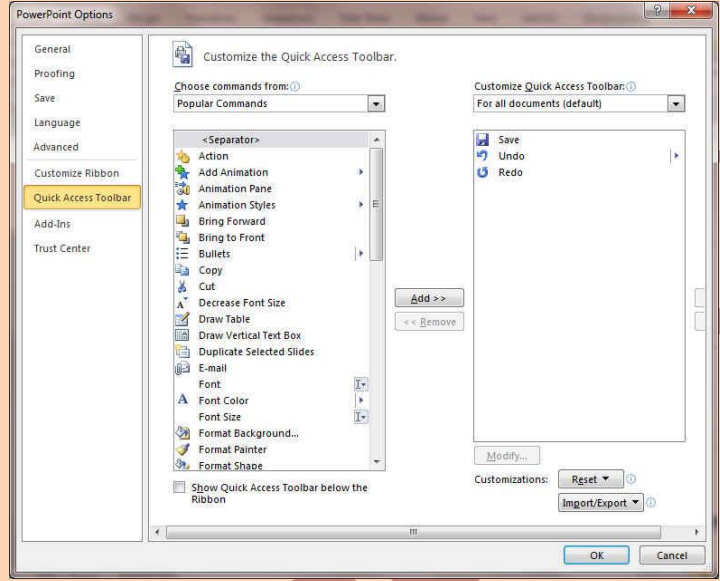 PowerPoint Options
General
Proofing
Save
Language
Advanced
Customize Ribbon
Quick Access Toolbar
Add-Ins
Trust Center
Customize the Quick Access Toolbar.
Choose commands from:
Popular Commands
<Separator>
Action
Add Animation
Animation Pane
Animation Styles
Bring Forward
Bring to Front
Bullets
Copy
Cut
Decrease Font Size
Draw Table
Draw Vertical Text Box
Duplicate Selected Slides
E-mail
Font
Font Color
Font Size
Format Background...
Format Painter
Format Shape
Show Quick Access Toolbar below the
Ribbon
Add >>
<< Remove
Customize Quick Access Toolbar:
For all documents (default)
Save
Undo
Redo
Modify...
Customizations:
Reset
Import/Export
OK
Cancel